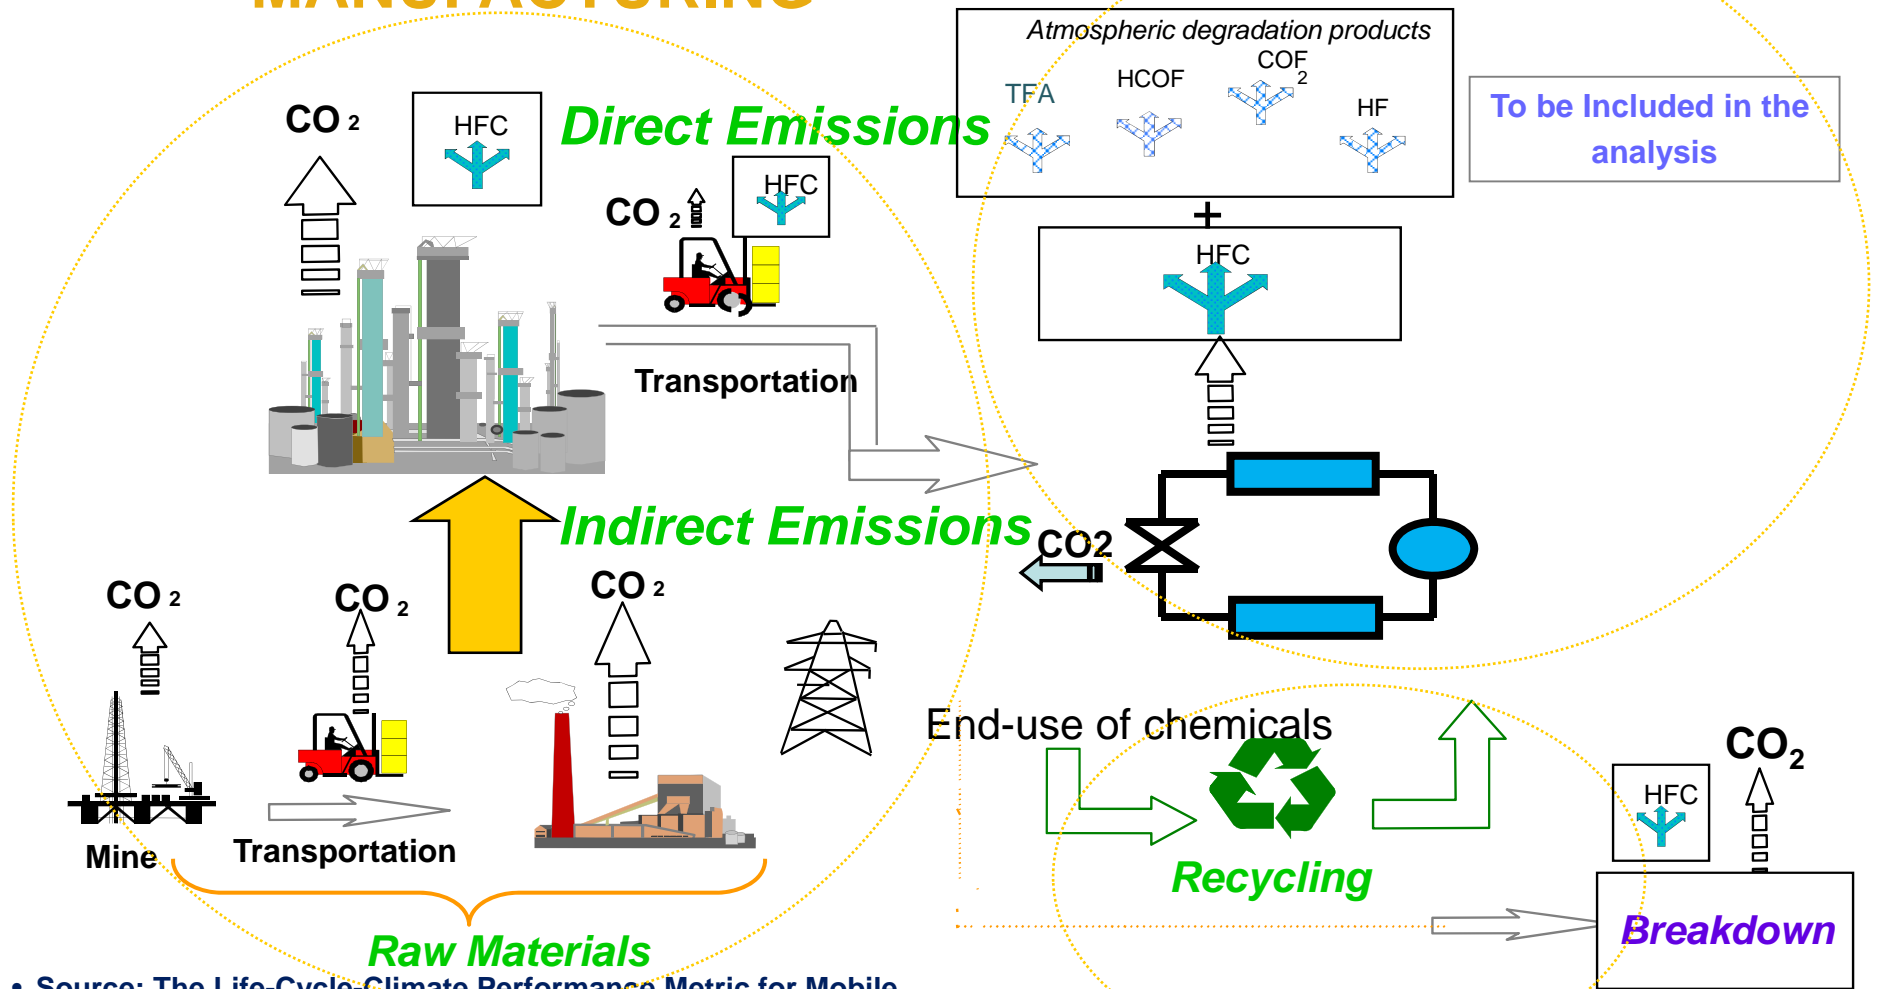 MANUFACTURING
Atmospheric degradation products
TFA
HCOF
COF
2
HF
To be Included in the
analysis
+
HFC
CO 2
HFC
Direct Emissions
CO 2
HFC
Transportation
Indirect Emissions
CO2
CO 2
CO 2
CO 2
Mine
Transportation
Raw Materials
End-use of chemicals
Recycling
HFC
CO2
Breakdown
• Source: The Life-Cycle-Climate Performance Metric for Mobile